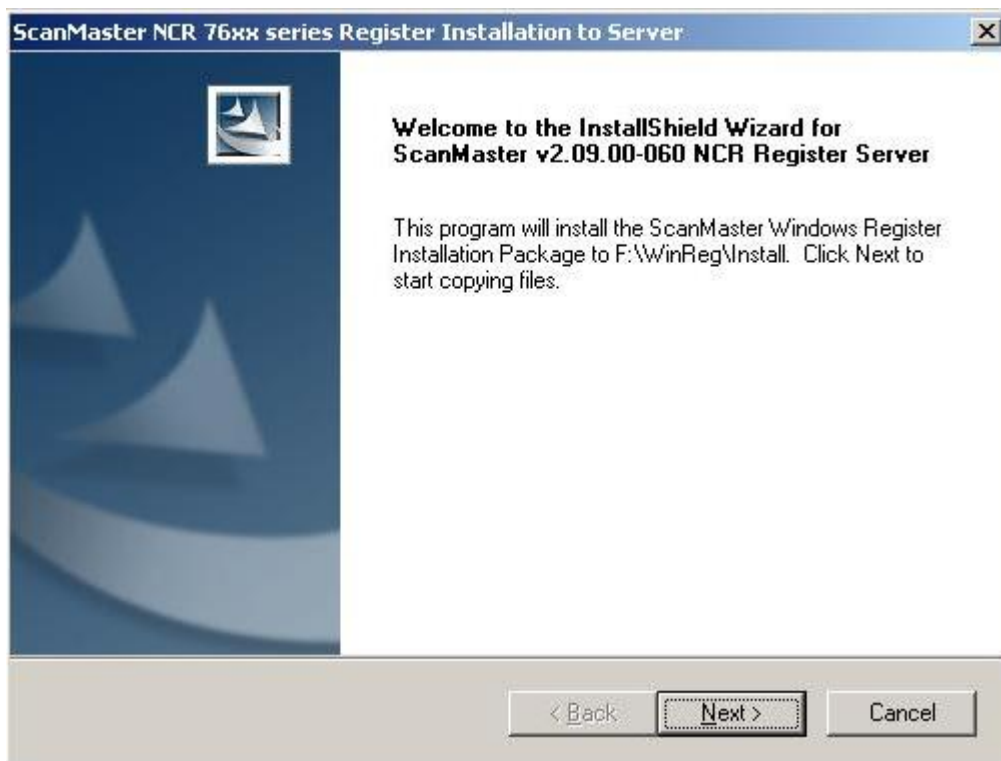 ScanMaster NCR 76xx series Register Installation to Server
Welcome to the InstallShield Wizard for
ScanMaster v2.09.00-060 NCR Register Server
This program will install the ScanMaster Windows Register
Installation Package to F:\WinReg\Install.  Click Next to
start copying files.
< Back
Next >
Cancel